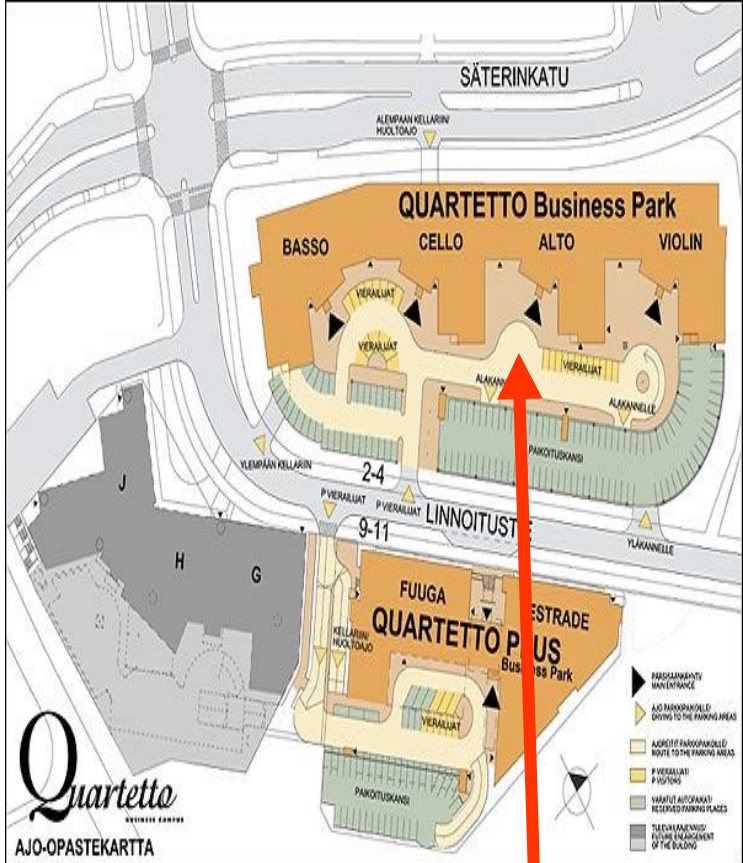 SÄTERINKATU
ALEMPAAN KELLARIIN/
HUOLTOAJO
QUARTETTO Business Park
BASSO
CELLO
ALTO
VIOLIN
VIERAILIJAT
VIERAILIJAT
VIERAILIJAT
B
ALAKANNELLE
PAIKOITUSKANSI
YLEMPÄÄN KELLARIIN
2-4
P VIERAILIJAT
P VIERAILIJAT
9-11
LINNOITUSTIE
YLÄKANNELLE
J
H
G
FUUGA
ESTRADE
QUARTETTO PLUS
Business Park
KELLARIIN/
HUOLTOAJO
VIERAILIJAT
PAIKOITUSKANSI
PÄÄSISÄÄNKÄYNTI/
MAIN ENTRANCE
AJO PARKKIPAIKOILLE/
DRIVING TO THE PARKING AREAS
AJOREITIT PARKKIPAIKOILLE/
ROUTE TO THE PARKING AREAS
P VIERAILIJAT/
P VISITORS
VARATUT AUTOPAIKAT/
RESERVED PARKING PLACES
TULEVA LAAJENNUS/
FUTURE ENLARGEMENT
OF THE BUILDING
Quartetto
BUSINESS CAMPUS
AJO-OPASTEKARTTA